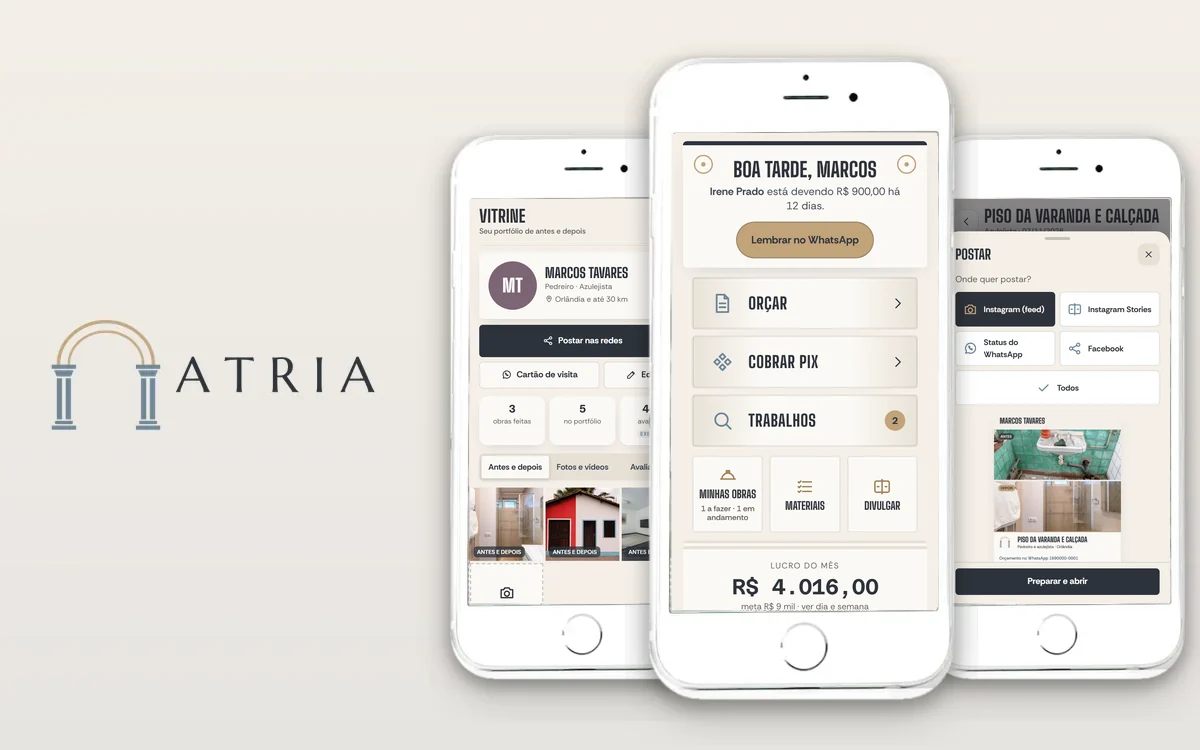 ATRIA
VITRINE
Seu portfólio de antes e depois
MT
MARCOS TAVARES
Pedreiro · Azulejista
Orlândia e até 30 km
Postar nas redes
Cartão de visita
3
obras feitas
5
no portfólio
4
Antes e depois
Fotos e vídeos
ANTES E DEPOIS
ANTES E DEPOIS
BOA TARDE, MARCOS
Irene Prado está devendo R$ 900,00 há
12 dias.
Lembrar no WhatsApp
ORÇAR
COBRAR PIX
TRABALHOS
2
MINHAS OBRAS
1 a fazer · 1 em
andamento
MATERIAIS
DIVULGAR
LUCRO DO MÊS
R$ 4.016,00
meta R$ 9 mil · ver dia e semana
PISO DA VARANDA E CALÇADA
POSTAR
Onde quer postar?
Instagram (feed)
Instagram Stories
Status do
WhatsApp
Facebook
Todos
MARCOS TAVARES
ANTES
PISO DA VARANDA E CALÇADA
Pedreiro e azulejista · Orlândia
Preparar e abrir